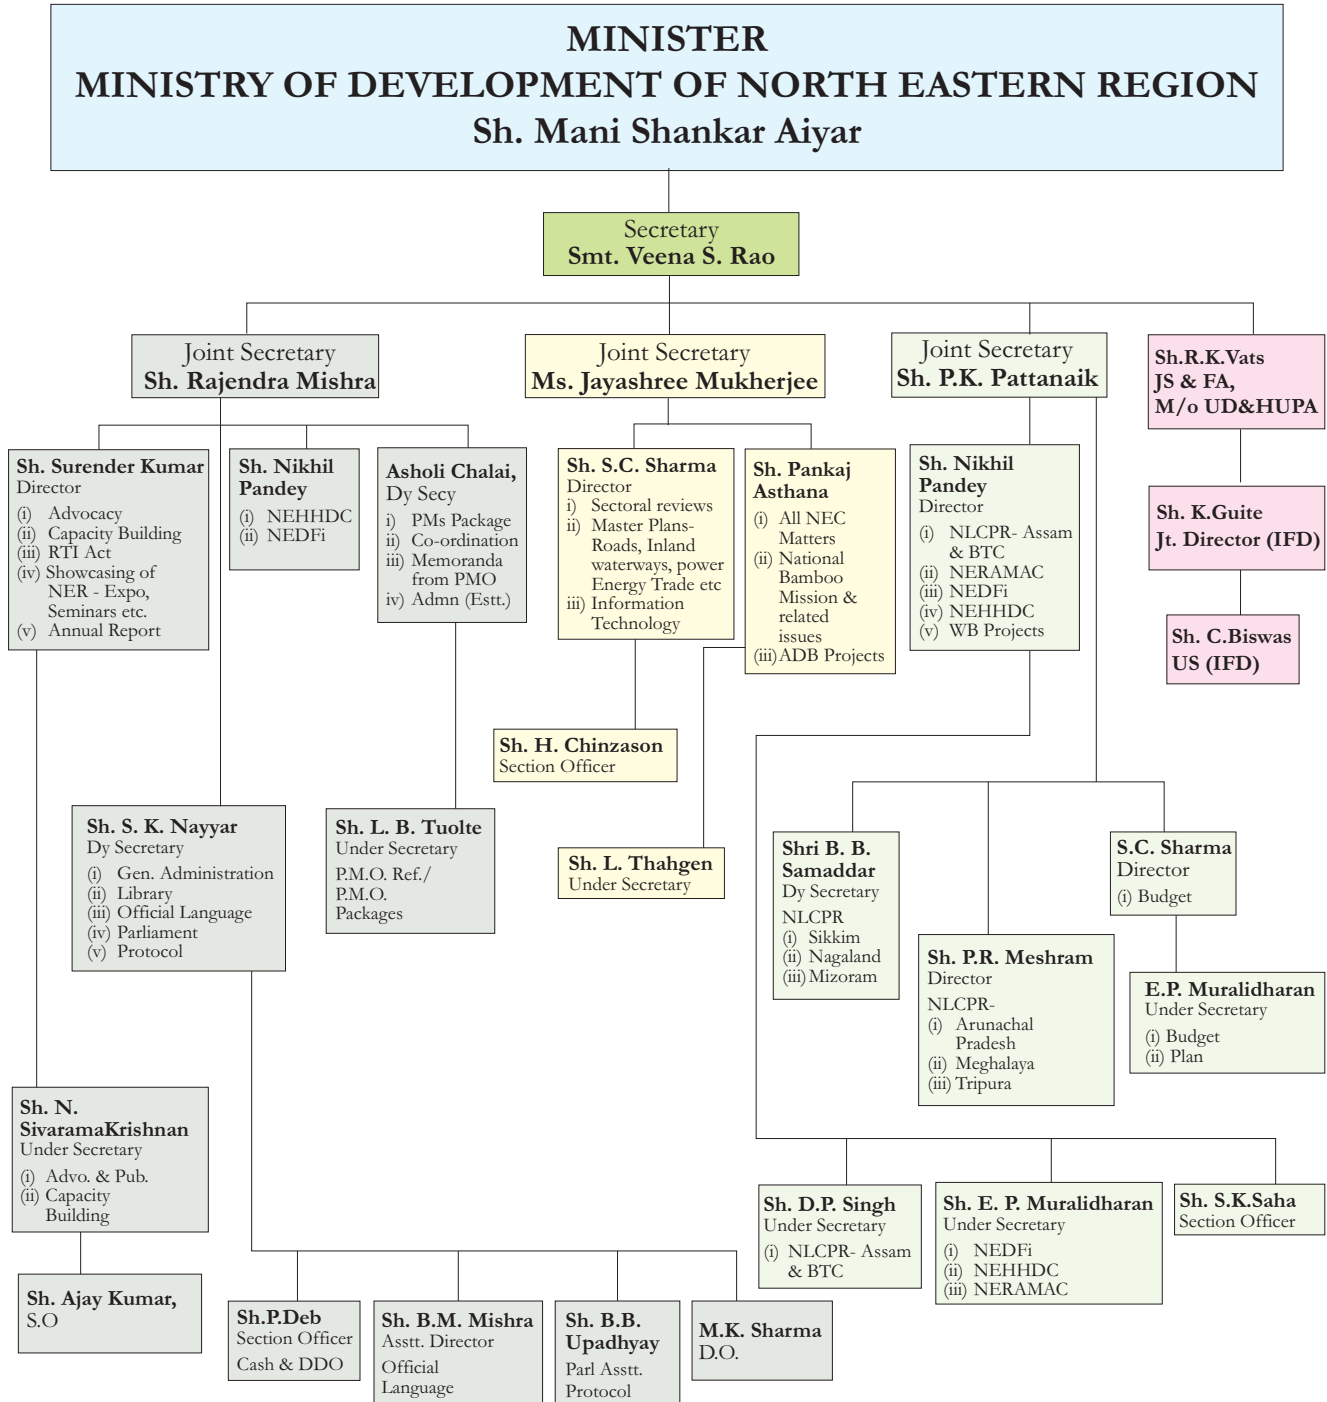 MINISTER
MINISTRY OF DEVELOPMENT OF NORTH EASTERN REGION
Sh. Mani Shankar Aiyar
Secretary
Smt. Veena S. Rao
Joint Secretary
Sh. Rajendra Mishra
Joint Secretary
Ms. Jayashree Mukherjee
Joint Secretary
Sh. P.K. Pattanaik
Sh.R.K.Vats
JS & FA,
M/o UD&HUPA
Sh. Surender Kumar
Director
(i) Advocacy
(ii) Capacity Building
(iii) RTI Act
(iv) Showcasing of
NER - Expo,
Seminars etc.
(v) Annual Report
Sh. Nikhil
Pandey
(i) NEHHDC
(ii) NEDFi
Asholi Chalai,
Dy Secy
i) PMs Package
ii) Co-ordination
iii) Memoranda
from PMO
iv) Admn (Estt.)
Sh. S.C. Sharma
Director
i) Sectoral reviews
ii) Master Plans-
Roads, Inland
waterways, power
Energy Trade etc
iii) Information
Technology
Sh. Pankaj
Asthana
(i) All NEC
Matters
(ii) National
Bamboo
Mission &
related
issues
(iii) ADB Projects
Sh. Nikhil
Pandey
Director
(i) NLCPR- Assam
& BTC
(ii) NERAMAC
(iii) NEDFi
(iv) NEHHDC
(v) WB Projects
Sh. K.Guite
Jt. Director (IFD)
Sh. C.Biswas
US (IFD)
Sh. H. Chinzason
Section Officer
Sh. S. K. Nayyar
Dy Secretary
(i) Gen. Administration
(ii) Library
(iii) Official Language
(iv) Parliament
(v) Protocol
Sh. L. B. Tuolte
Under Secretary
P.M.O. Ref./
P.M.O.
Packages
Sh. L. Thahgen
Under Secretary
Shri B. B.
Samaddar
Dy Secretary
NLCPR
(i) Sikkim
(ii) Nagaland
(iii) Mizoram
Sh. P.R. Meshram
Director
NLCPR-
(i) Arunachal
Pradesh
(ii) Meghalaya
(iii) Tripura
S.C. Sharma
Director
(i) Budget
E.P. Muralidharan
Under Secretary
(i) Budget
(ii) Plan
Sh. N.
SivaramaKrishnan
Under Secretary
(i) Advo. & Pub.
(ii) Capacity
Building
Sh. D.P. Singh
Under Secretary
(i) NLCPR- Assam
& BTC
Sh. E. P. Muralidharan
Under Secretary
(i) NEDFi
(ii) NEHHDC
(iii) NERAMAC
Sh. S.K.Saha
Section Officer
Sh. Ajay Kumar,
S.O
Sh.P.Deb
Section Officer
Cash & DDO
Sh. B.M. Mishra
Asstt. Director
Official
Language
Sh. B.B.
Upadhyay
Parl Asstt.
Protocol
M.K. Sharma
D.O.